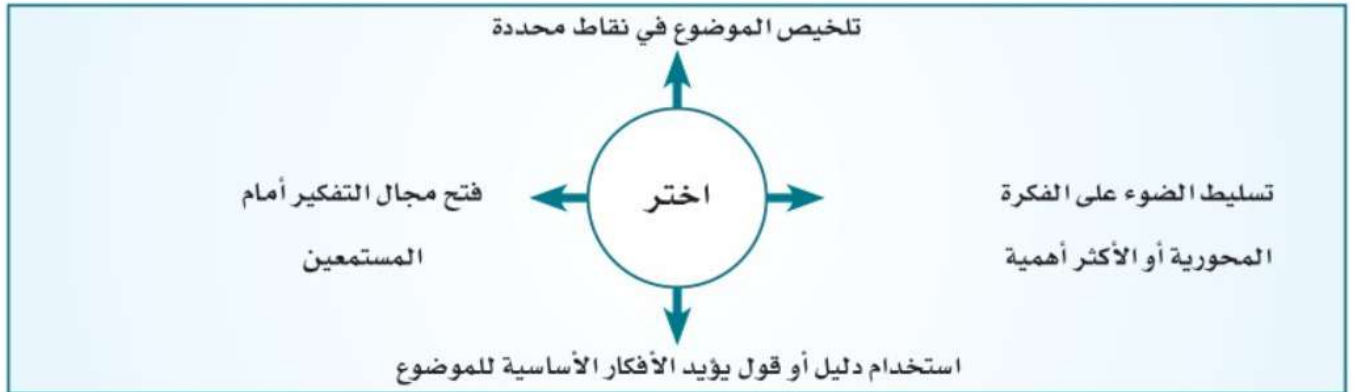 تلخيص الموضوع في نقاط محددة
تسليط الضوء على الفكرة
المحورية أو الأكثر أهمية
اختر
فتح مجال التفكير أمام
المستمعين
استخدام دليل أو قول يؤيد الأفكار الأساسية للموضوع